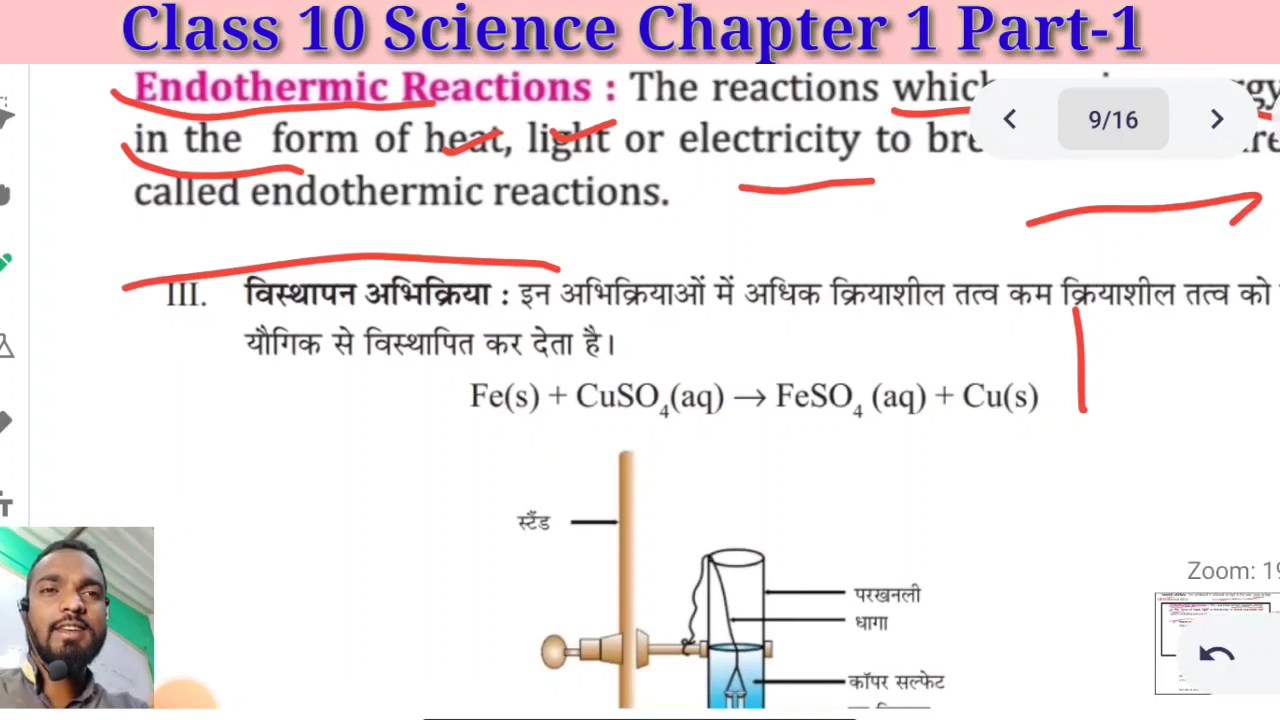 Class 10 Science Chapter 1 Part-1
Endothermic Reactions : The reactions which
in the form of heat, light or electricity to
called endothermic reactions.
9/16
III. विस्थापन अभिक्रिया : इन अभिक्रियाओं में अधिक क्रियाशील तत्व कम क्रियाशील तत्व को
यौगिक से विस्थापित कर देता है।
Fe(s) + CuSO₄(aq) → FeSO₄ (aq) + Cu(s)
स्टैंड
परखनली
धागा
कॉपर सल्फेट
Zoom: 19